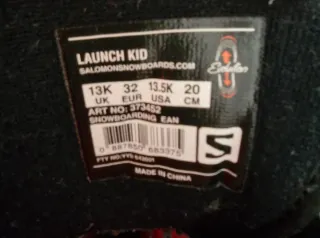 LAUNCH KID
SALOMONSNOWBOARDS.COM
Echelon
13K 32 13.5K 20
UK EUR USA CM
ART NO: 373452
SNOWBOARDING EAN
S
MADE IN CHINA